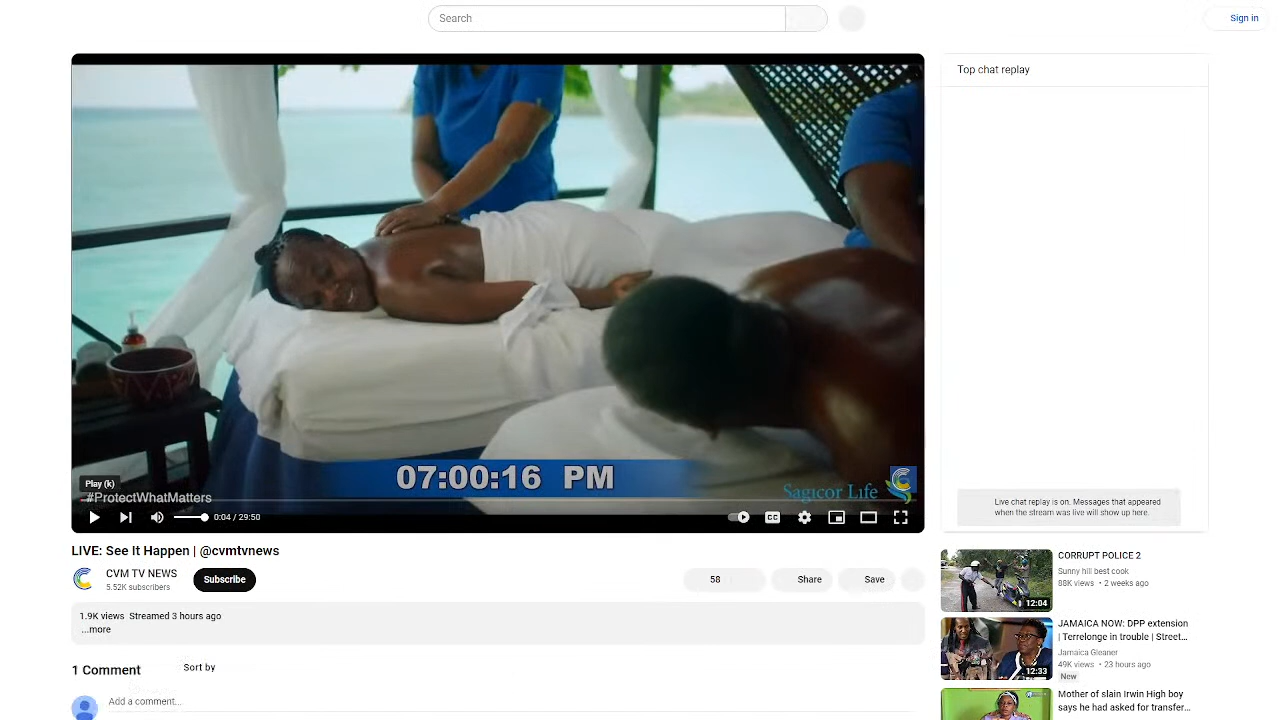 Search
Sign in
Top chat replay
07:00:16 PM
Sagicor Life
Play (k)
#ProtectWhatMatters
0:04 / 29:50
CC
Live chat replay is on. Messages that appeared
when the stream was live will show up here.
LIVE: See It Happen | @cvmtvnews
CVM TV NEWS
5.52K subscribers
Subscribe
58
Share
Save
1.9K views Streamed 3 hours ago
...more
1 Comment
Sort by
Add a comment...
CORRUPT POLICE 2
Sunny hill best cook
88K views • 2 weeks ago
12:04
JAMAICA NOW: DPP extension
| Terrelonge in trouble | Street...
Jamaica Gleaner
49K views • 23 hours ago
New
12:33
Mother of slain Irwin High boy
says he had asked for transfer...